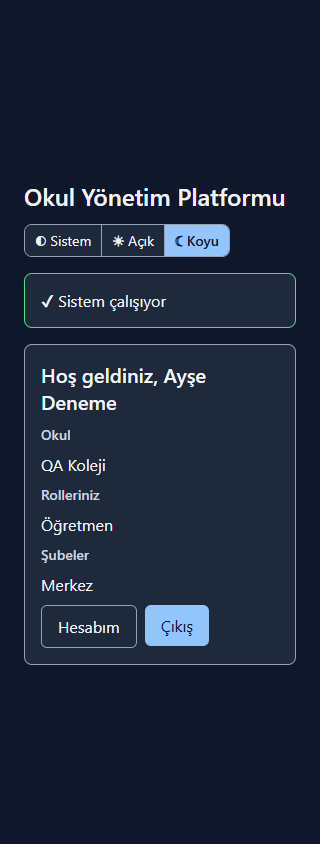 Okul Yönetim Platformu
◐ Sistem ☀ Açık ☾ Koyu
✓ Sistem çalışıyor
Hoş geldiniz, Ayşe
Deneme
Okul
QA Koleji
Rolleriniz
Öğretmen
Şubeler
Merkez
Hesabım Çıkış